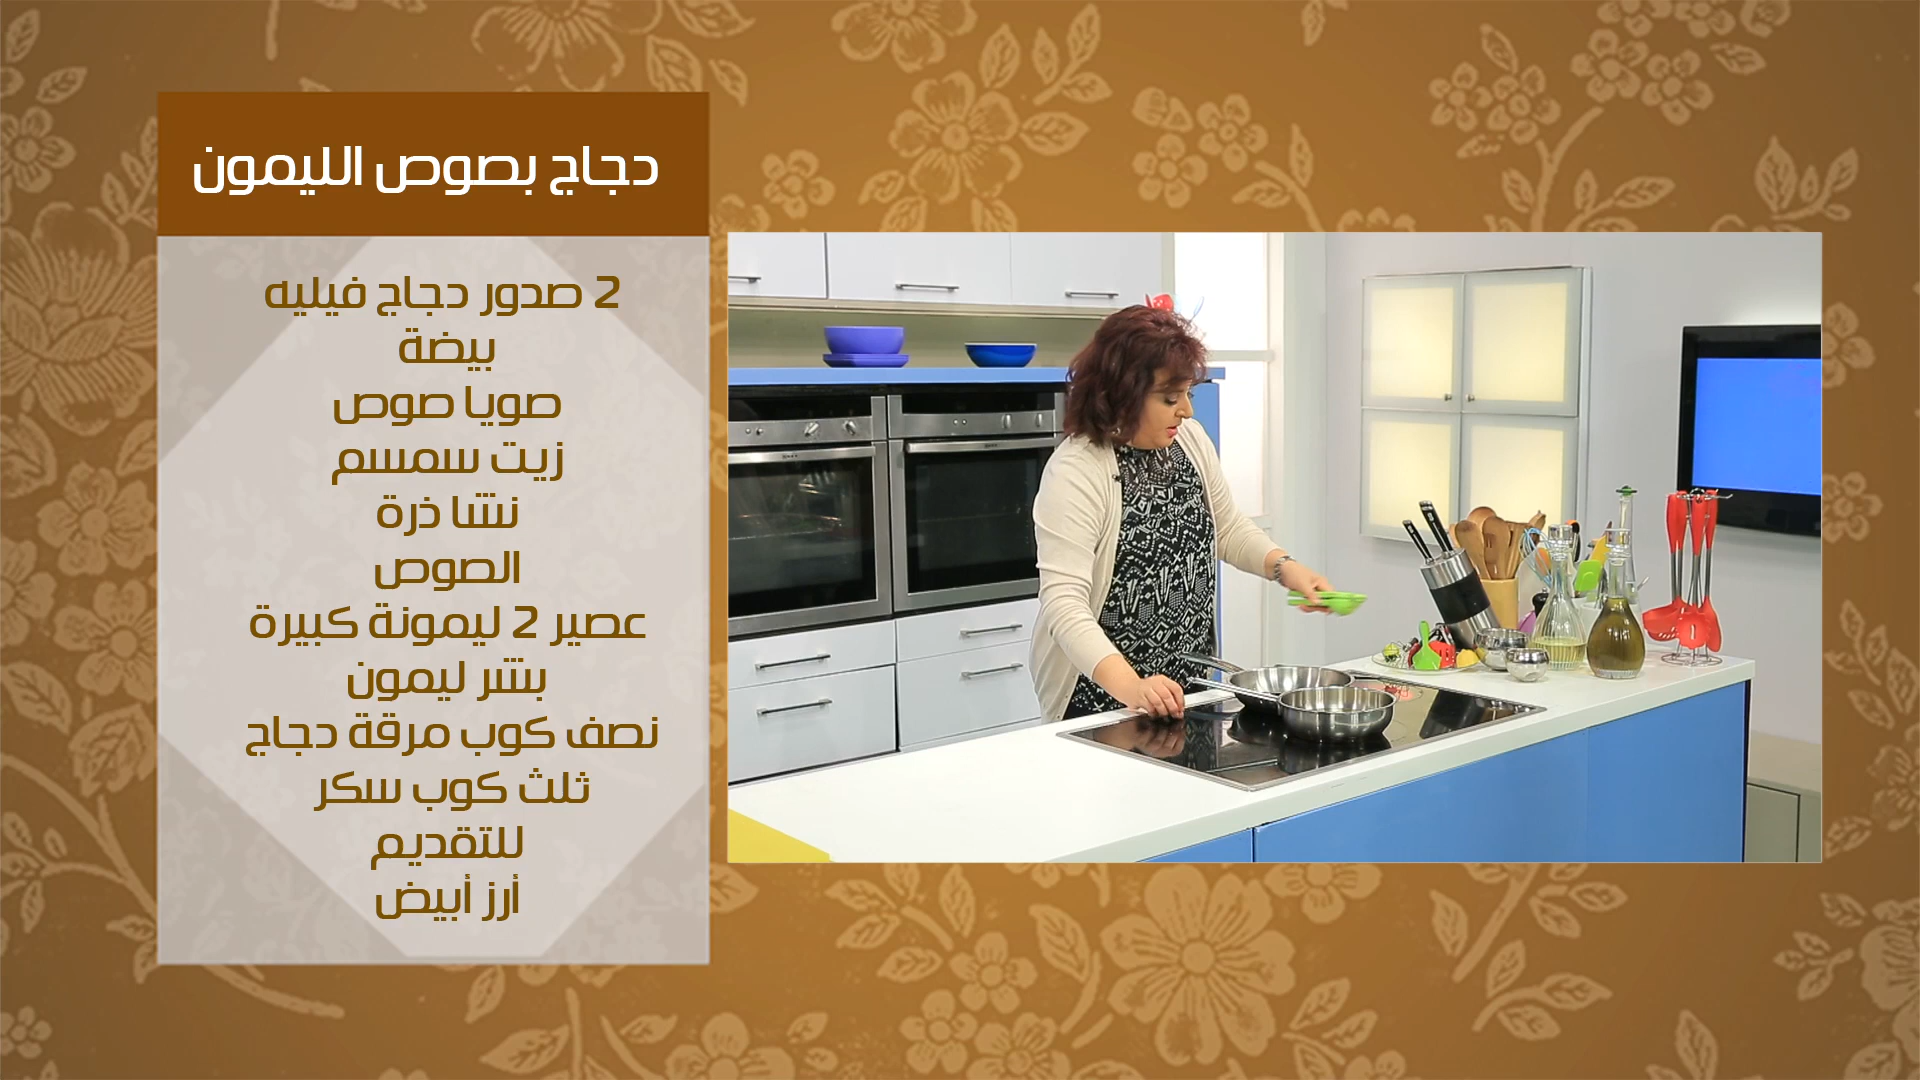 دجاج بصوص الليمون
2 صدور دجاج فيليه
بيضة
صويا صوص
زيت سمسم
نشا ذرة
الصوص
عصير 2 ليمونة كبيرة
بشر ليمون
نصف كوب مرقة دجاج
ثلث كوب سكر
للتقديم
أرز أبيض